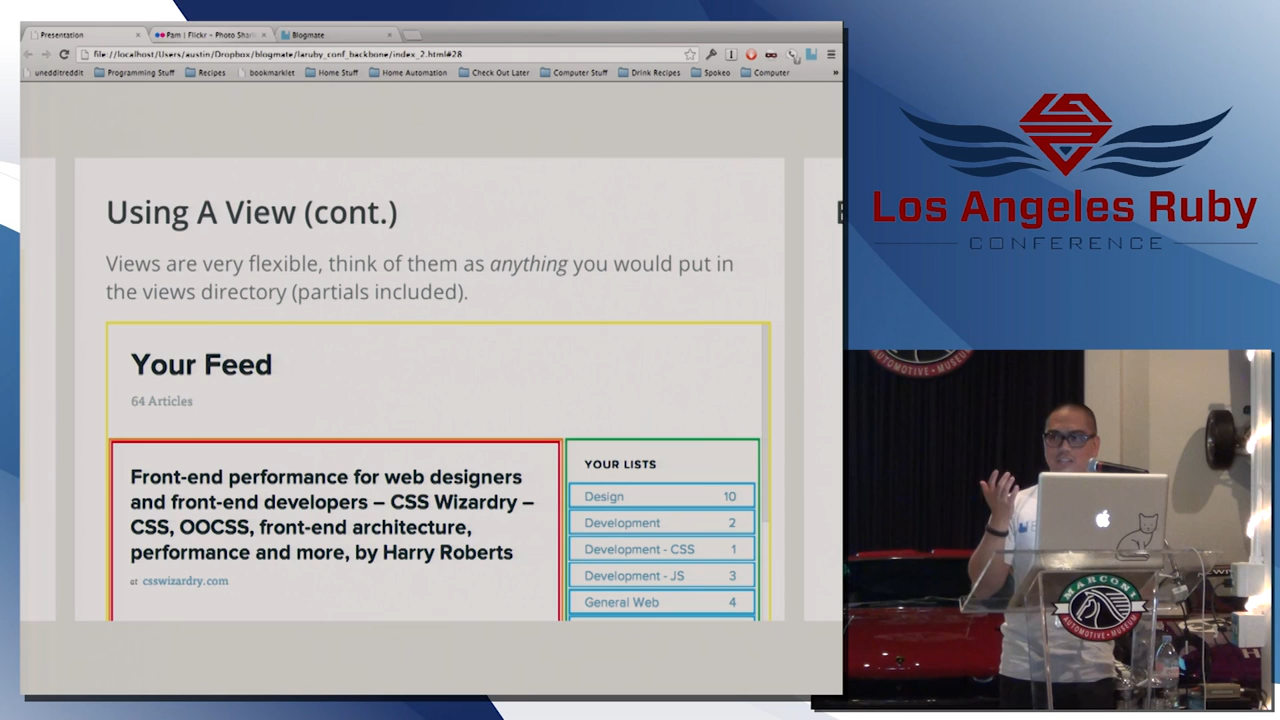 Presentation
Pam | Flickr - Photo Shari
Blogmate
file://localhost/Users/austin/Dropbox/blogmate/laruby_conf_backbone/index_2.html#28
unedditreddit
Programming Stuff
Recipes
bookmarklet
Home Stuff
Home Automation
Check Out Later
Computer Stuff
Drink Recipes
Spokeo
Computer
»
Using A View (cont.)
Views are very flexible, think of them as anything you would put in
the views directory (partials included).
Your Feed
64 Articles
Front-end performance for web designers
and front-end developers – CSS Wizardry –
CSS, OOCSS, front-end architecture,
performance and more, by Harry Roberts
at csswizardry.com
YOUR LISTS
Design 10
Development 2
Development - CSS 1
Development - JS 3
General Web 4
Los Angeles Ruby
CONFERENCE
AUTOMOTIVE • MUSEUM
MARCONI
AUTOMOTIVE • MUSEUM